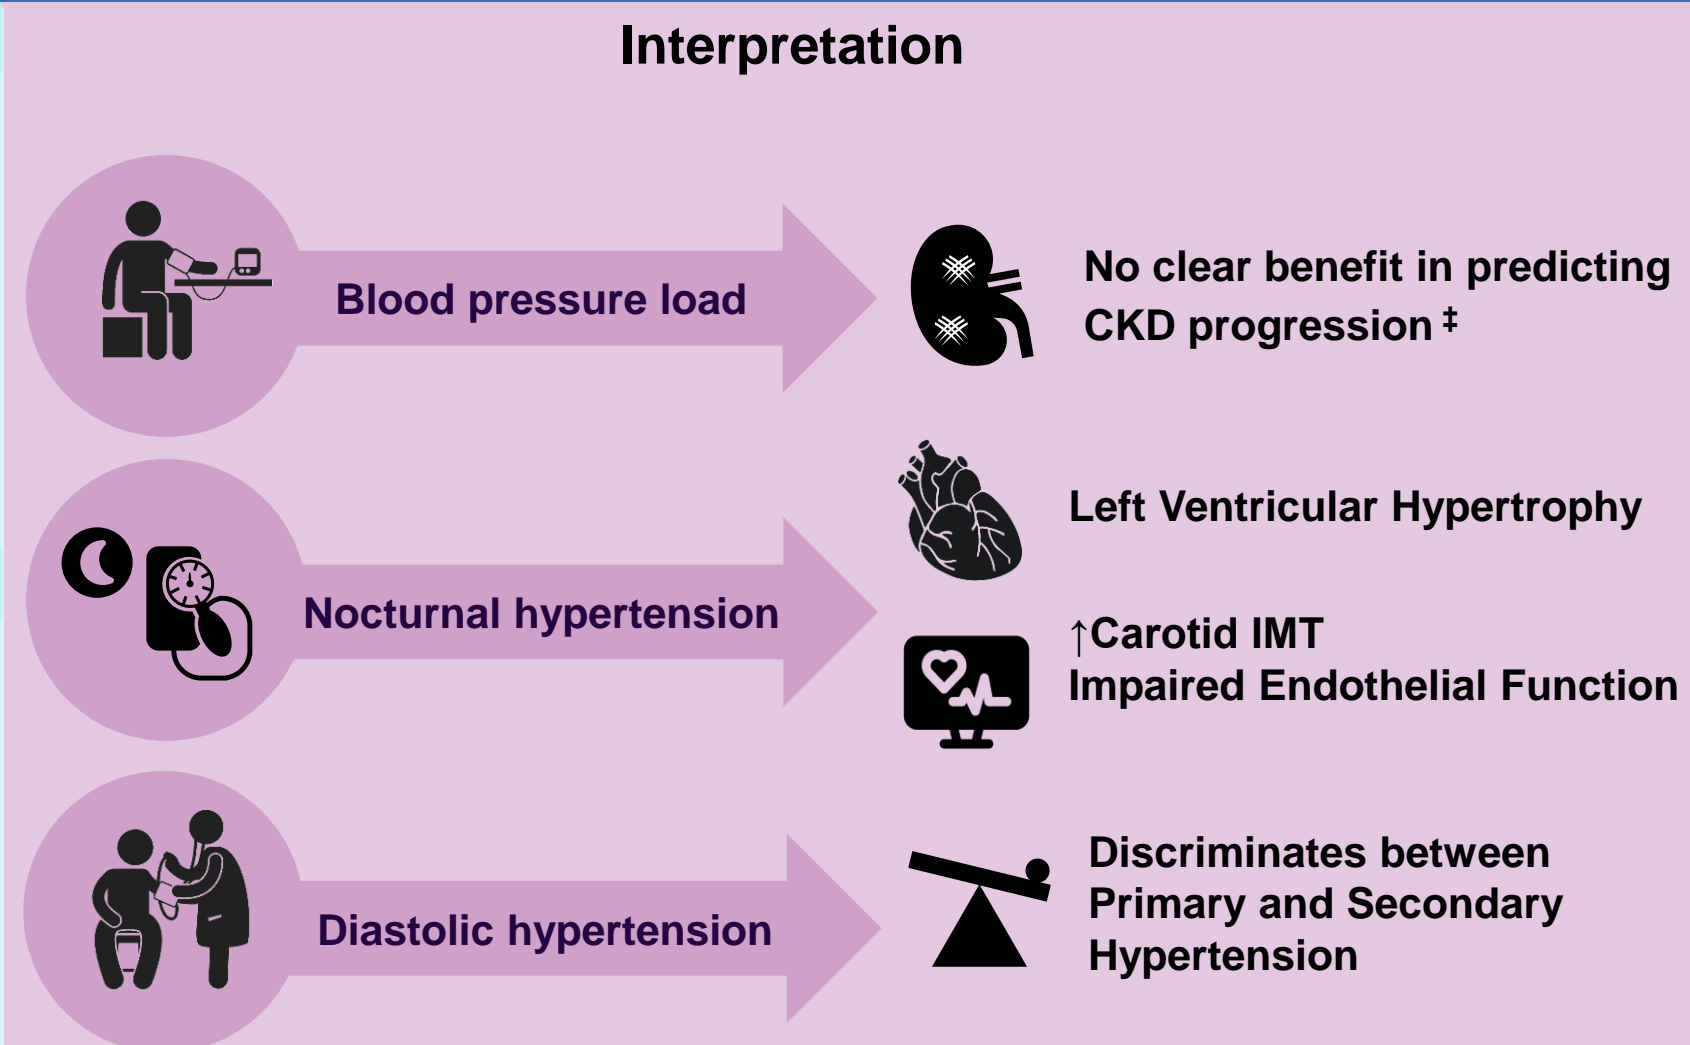 Interpretation
Blood pressure load
No clear benefit in predicting
CKD progression ‡
Nocturnal hypertension
Left Ventricular Hypertrophy
↑Carotid IMT
Impaired Endothelial Function
Diastolic hypertension
Discriminates between
Primary and Secondary
Hypertension